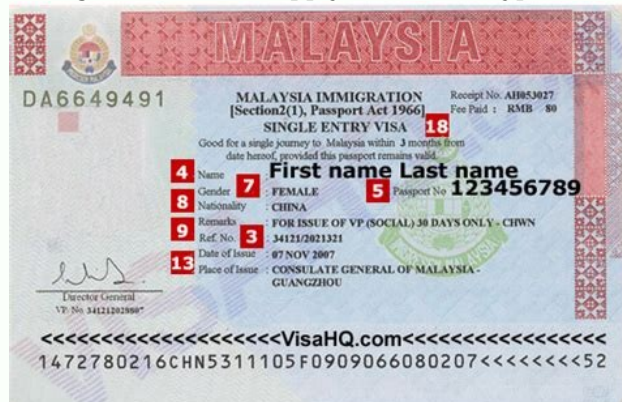 MALAYSIA
DA6649491
MALAYSIA IMMIGRATION
Receipt No. AH053027
[Section2(1), Passport Act 1966]
Fee Paid : RMB 80
SINGLE ENTRY VISA 18
Good for a single journey to Malaysia within 3 months from
date hereof, provided this passport remains valid.
4 Name : First name Last name
7 Gender : FEMALE 5 Passport No 123456789
8 Nationality : CHINA
9 Remarks : FOR ISSUE OF VP (SOCIAL) 30 DAYS ONLY - CHWN
Ref. No. 3 : 34121/2021321
13 Date of Issue : 07 NOV 2007
Place of Issue : CONSULATE GENERAL OF MALAYSIA -
GUANGZHOU
Director General
VP. No
<<<<<<<<<<<<<<<<<<<<VisaHQ.com<<<<<<<<<<<<<<<<<
1472780216CHN5311105F0909066080207<<<<<<<<52